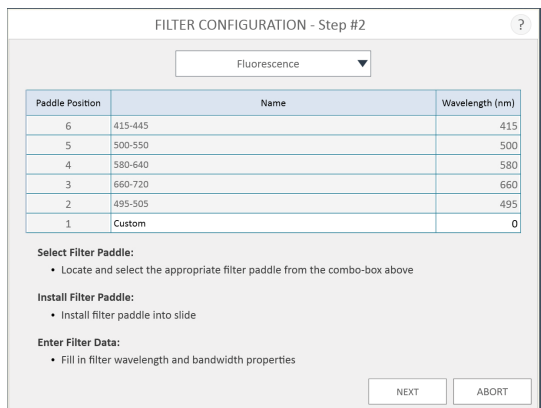 FILTER CONFIGURATION - Step #2
?
Fluorescence
Paddle Position Name Wavelength (nm)
6 415-445 415
5 500-550 500
4 580-640 580
3 660-720 660
2 495-505 495
1 Custom 0
Select Filter Paddle:
• Locate and select the appropriate filter paddle from the combo-box above
Install Filter Paddle:
• Install filter paddle into slide
Enter Filter Data:
• Fill in filter wavelength and bandwidth properties
NEXT ABORT